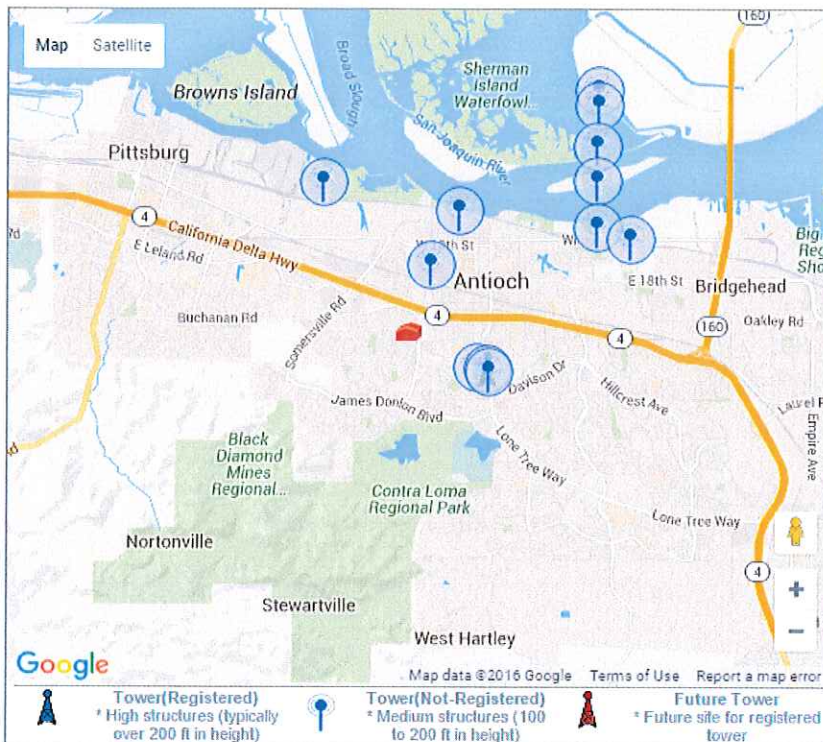 Map Satellite
160
Browns Island
Broad Slough
Sherman
Island
Waterfowl...
San Joaquin River
Pittsburg
4
California Delta Hwy
E Leland Rd
Buchanan Rd
Somersville Rd
Antioch
E 18th St
Bridgehead
Oakley Rd
4
4
160
James Donlon Blvd
Davison Dr
Hillcrest Ave
Empire Ave
Black
Diamond
Mines
Regional...
Contra Loma
Regional Park
Lone Tree Way
Lone Tree Way
Nortonville
4
Stewartville
West Hartley
+
−
Google
Map data ©2016 Google Terms of Use Report a map error
Tower(Registered)
* High structures (typically
over 200 ft in height)
Tower(Not-Registered)
* Medium structures (100
to 200 ft in height)
Future Tower
* Future site for registered
tower